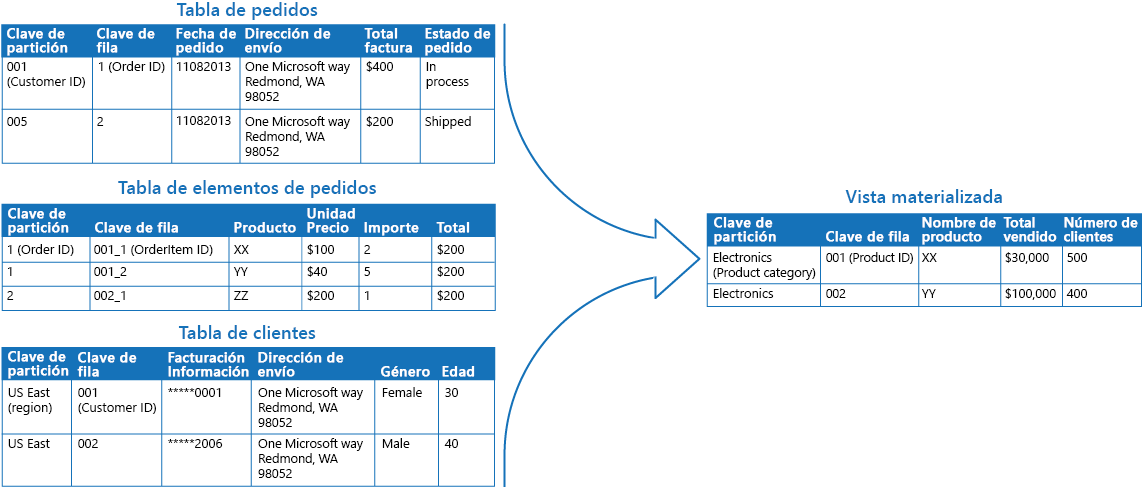 Tabla de pedidos
Clave de partición Clave de fila Fecha de pedido Dirección de envío Total factura Estado de pedido
001 (Customer ID) 1 (Order ID) 11082013 One Microsoft way Redmond, WA 98052 $400 In process
005 2 11082013 One Microsoft way Redmond, WA 98052 $200 Shipped
Tabla de elementos de pedidos
Clave de partición Clave de fila Producto Unidad Precio Importe Total
1 (Order ID) 001_1 (OrderItem ID) XX $100 2 $200
1 001_2 YY $40 5 $200
2 002_1 ZZ $200 1 $200
Tabla de clientes
Clave de partición Clave de fila Facturación Información Dirección de envío Género Edad
US East (region) 001 (Customer ID) *****0001 One Microsoft way Redmond, WA 98052 Female 30
US East 002 *****2006 One Microsoft way Redmond, WA 98052 Male 40
Vista materializada
Clave de partición Clave de fila Nombre de producto Total vendido Número de clientes
Electronics (Product category) 001 (Product ID) XX $30,000 500
Electronics 002 YY $100,000 400